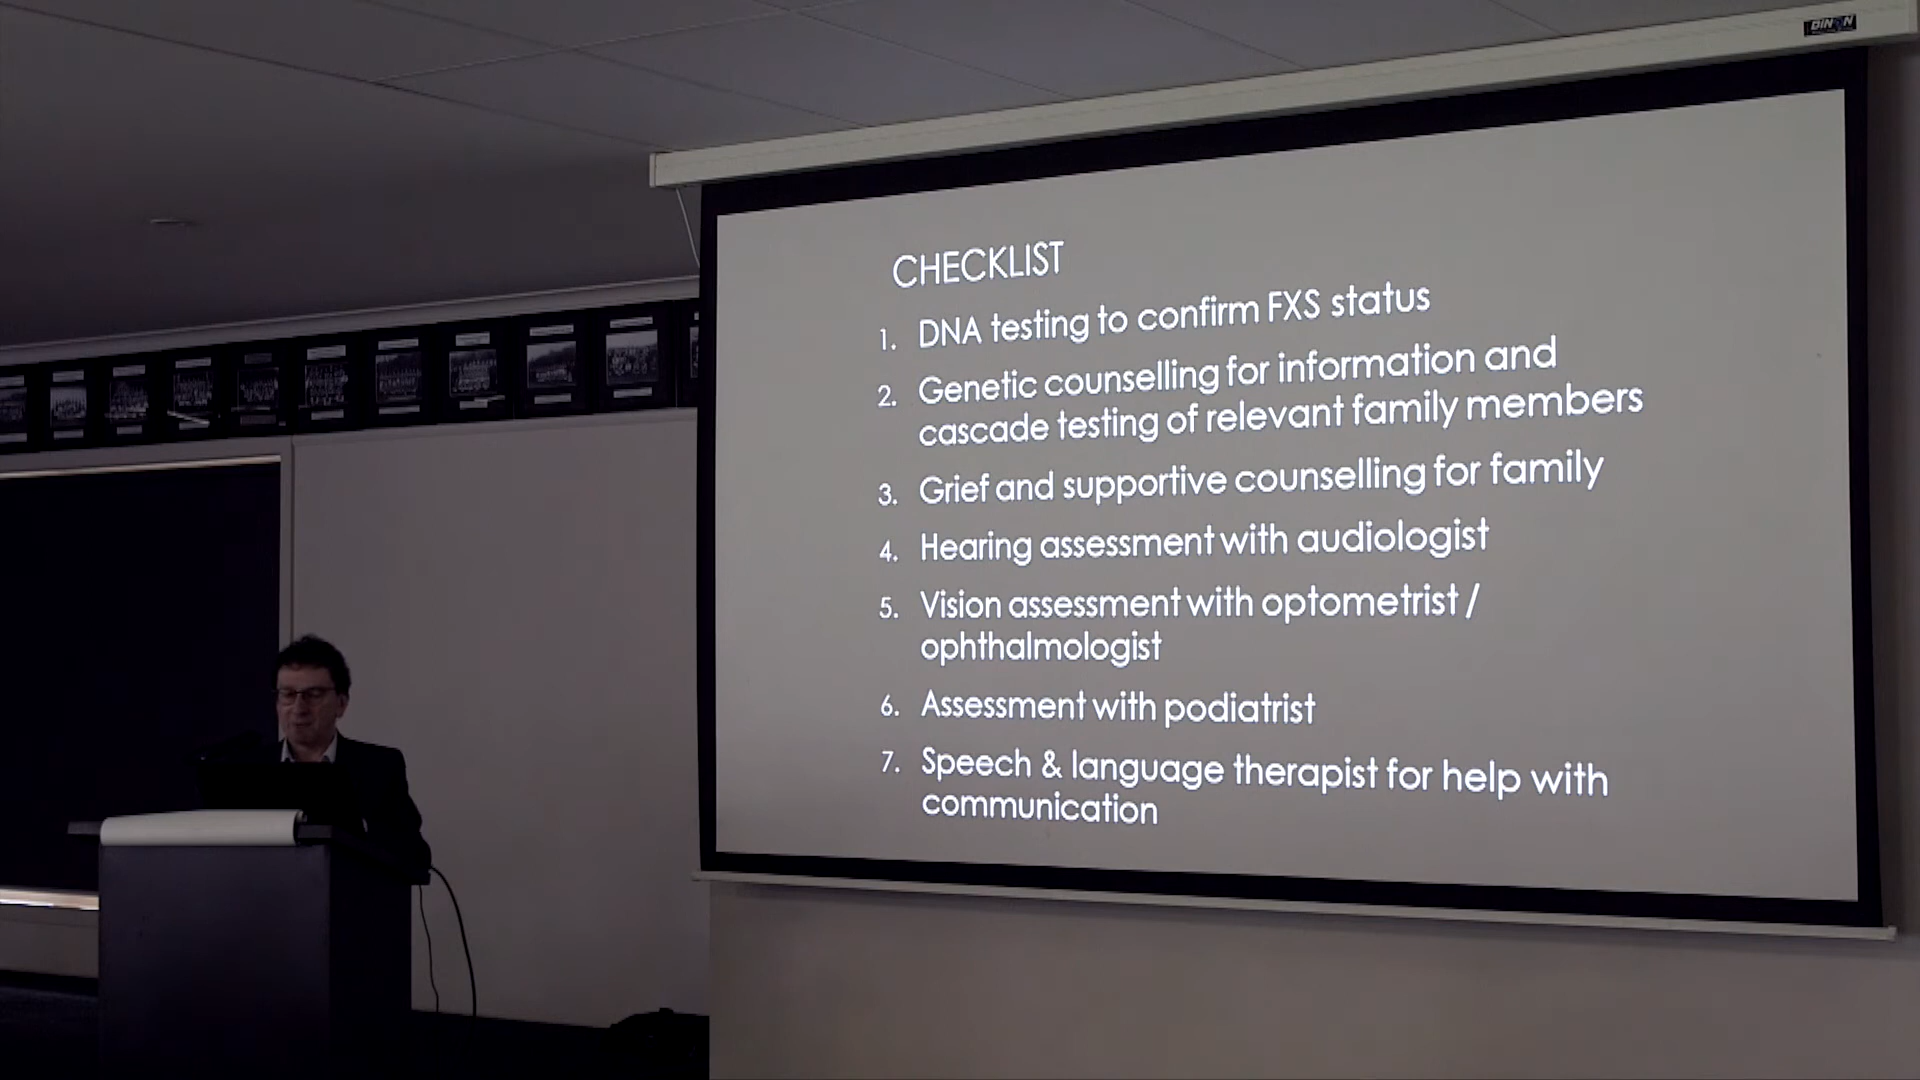 BINON
CHECKLIST
1. DNA testing to confirm FXS status
2. Genetic counselling for information and
cascade testing of relevant family members
3. Grief and supportive counselling for family
4. Hearing assessment with audiologist
5. Vision assessment with optometrist /
ophthalmologist
6. Assessment with podiatrist
7. Speech & language therapist for help with
communication